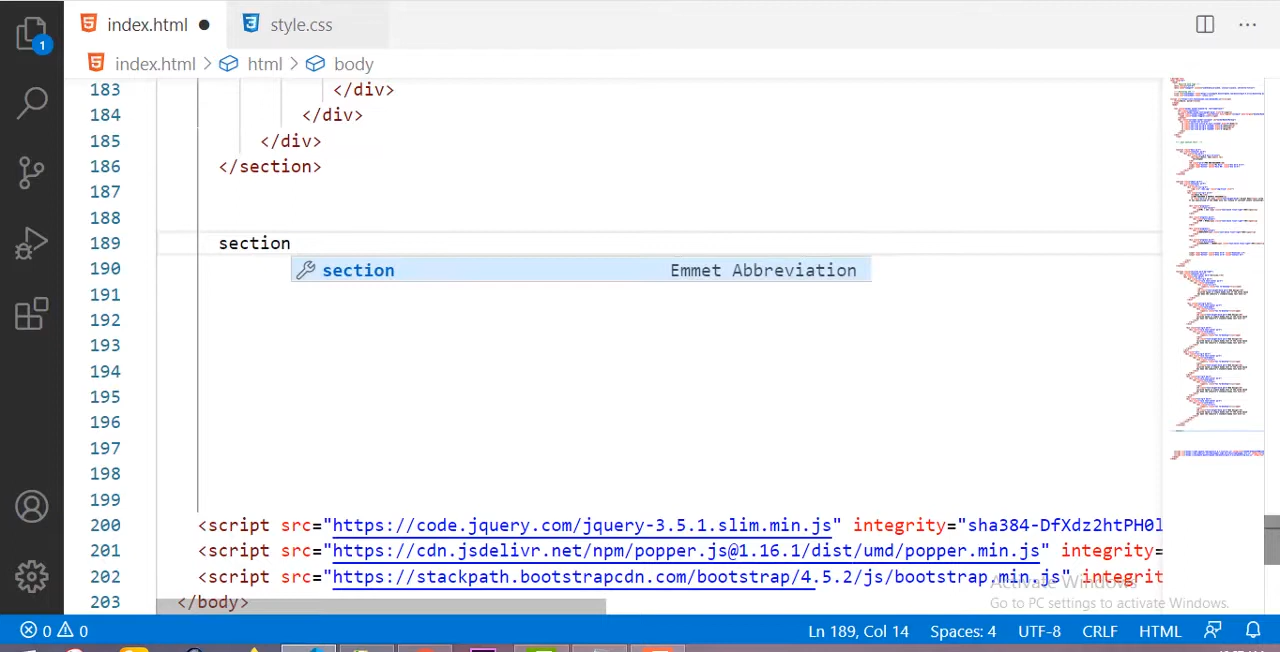 index.html ●
style.css
index.html > html > body
183 </div>
184 </div>
185 </div>
186 </section>
187
188
189 section
section Emmet Abbreviation
190
191
192
193
194
195
196
197
198
199
200 <script src="https://code.jquery.com/jquery-3.5.1.slim.min.js" integrity="sha384-DfXdz2htPH0l
201 <script src="https://cdn.jsdelivr.net/npm/popper.js@1.16.1/dist/umd/popper.min.js" integrity=
202 <script src="https://stackpath.bootstrapcdn.com/bootstrap/4.5.2/js/bootstrap.min.js" integrit
203 </body>
1
Activate Windows
Go to PC settings to activate Windows.
0 0
Ln 189, Col 14 Spaces: 4 UTF-8 CRLF HTML